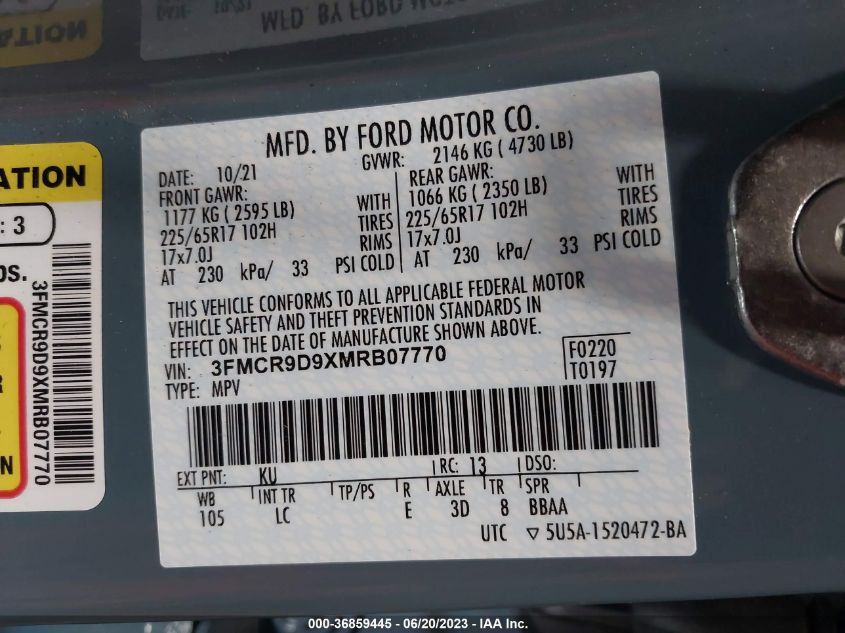 WLD BY FORD
ATION
: 3
DS.
3FMCR9D9XMRB07770
R
N
MFD. BY FORD MOTOR CO.
DATE: 10/21 GVWR: 2146 KG ( 4730 LB)
FRONT GAWR: REAR GAWR:
1177 KG ( 2595 LB) WITH 1066 KG ( 2350 LB) WITH
225/65R17 102H TIRES 225/65R17 102H TIRES
17x7.0J RIMS 17x7.0J RIMS
AT 230 kPa/ 33 PSI COLD AT 230 kPa/ 33 PSI COLD
THIS VEHICLE CONFORMS TO ALL APPLICABLE FEDERAL MOTOR
VEHICLE SAFETY AND THEFT PREVENTION STANDARDS IN
EFFECT ON THE DATE OF MANUFACTURE SHOWN ABOVE.
VIN: 3FMCR9D9XMRB07770 F0220
TYPE: MPV T0197
EXT PNT: KU RC: 13 DSO:
WB INT TR TP/PS R AXLE TR SPR
105 LC E 3D 8 BBAA
UTC ▽ 5U5A-1520472-BA
000-36859445 - 06/20/2023 - IAA Inc.